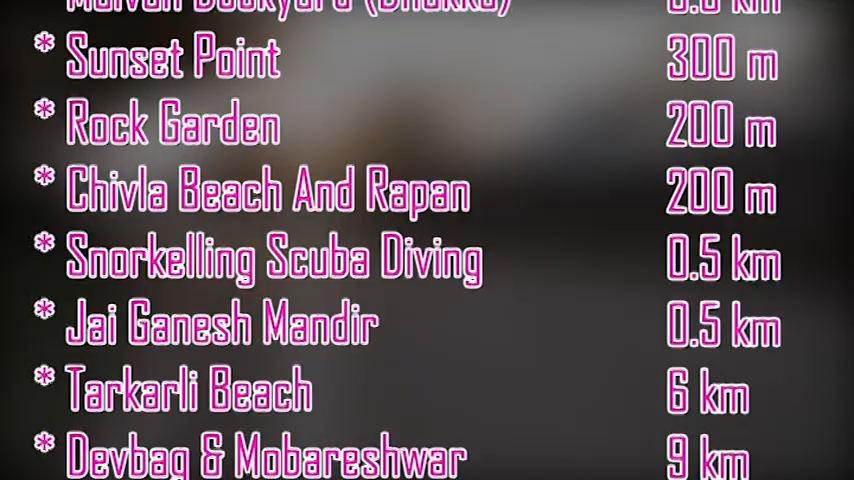 * Sunset Point 300 m
* Rock Garden 200 m
* Chivla Beach And Rapan 200 m
* Snorkelling Scuba Diving 0.5 km
* Jai Ganesh Mandir 0.5 km
* Tarkarli Beach 6 km
* Devbag & Mobareshwar 9 km